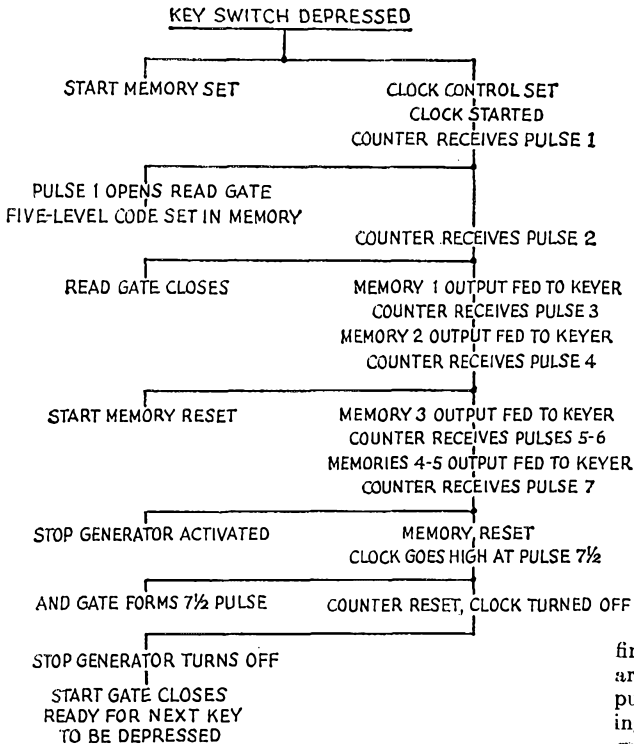 KEY SWITCH DEPRESSED
START MEMORY SET
CLOCK CONTROL SET
CLOCK STARTED
COUNTER RECEIVES PULSE 1
PULSE 1 OPENS READ GATE
FIVE-LEVEL CODE SET IN MEMORY
COUNTER RECEIVES PULSE 2
READ GATE CLOSES
MEMORY 1 OUTPUT FED TO KEYER
COUNTER RECEIVES PULSE 3
MEMORY 2 OUTPUT FED TO KEYER
COUNTER RECEIVES PULSE 4
START MEMORY RESET
MEMORY 3 OUTPUT FED TO KEYER
COUNTER RECEIVES PULSES 5-6
MEMORIES 4-5 OUTPUT FED TO KEYER
COUNTER RECEIVES PULSE 7
STOP GENERATOR ACTIVATED
MEMORY RESET
CLOCK GOES HIGH AT PULSE 7½
AND GATE FORMS 7½ PULSE
COUNTER RESET, CLOCK TURNED OFF
STOP GENERATOR TURNS OFF
START GATE CLOSES
READY FOR NEXT KEY
TO BE DEPRESSED